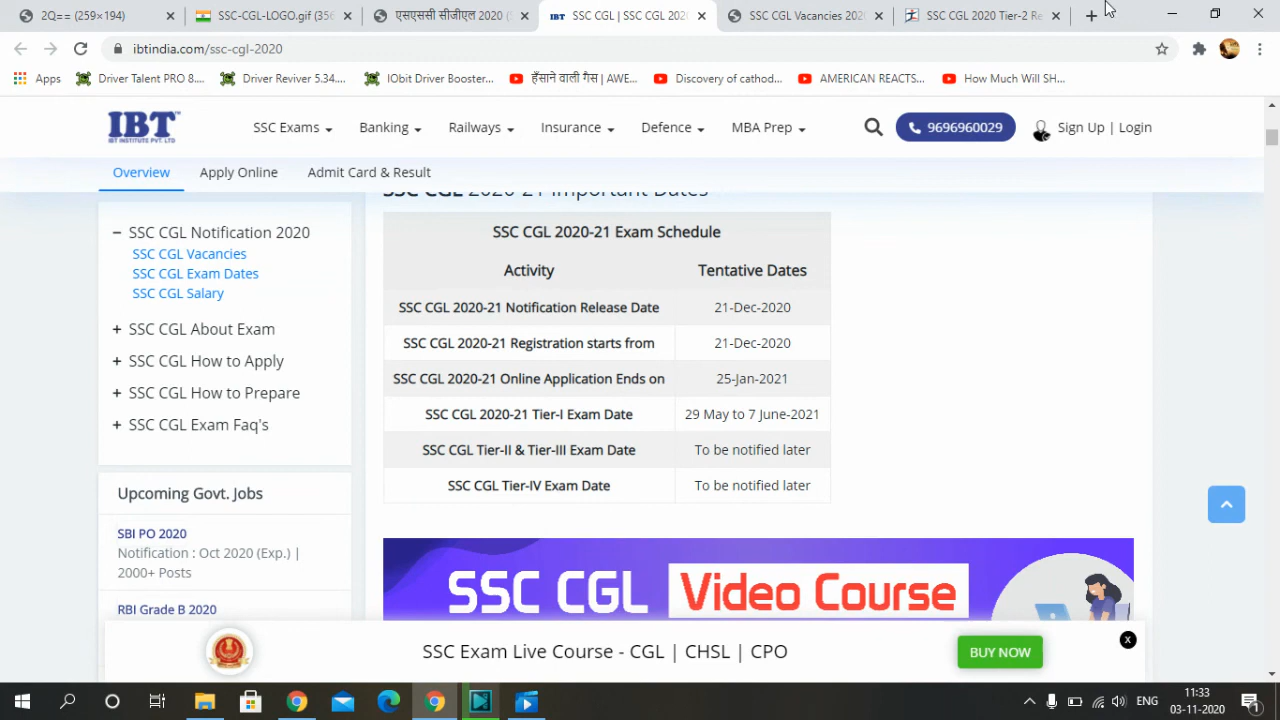 2Q== (259×194)
SSC-CGL-LOGO.gif (356
एसएससी सीजीएल 2020 (
IBT SSC CGL | SSC CGL 202
SSC CGL Vacancies 202
SSC CGL 2020 Tier-2 Re
ibtindia.com/ssc-cgl-2020
Apps
Driver Talent PRO 8....
Driver Reviver 5.34....
IObit Driver Booster...
हँसाने वाली गैस | AWE...
Discovery of cathod...
AMERICAN REACTS...
How Much Will SH...
IBT
IBT INSTITUTE PVT. LTD
SSC Exams
Banking
Railways
Insurance
Defence
MBA Prep
9696960029
Sign Up | Login
Overview
Apply Online
Admit Card & Result
SSC CGL 2020-21 Important Dates
− SSC CGL Notification 2020
SSC CGL Vacancies
SSC CGL Exam Dates
SSC CGL Salary
+ SSC CGL About Exam
+ SSC CGL How to Apply
+ SSC CGL How to Prepare
+ SSC CGL Exam Faq's
Upcoming Govt. Jobs
SBI PO 2020
Notification : Oct 2020 (Exp.) |
2000+ Posts
RBI Grade B 2020
SSC CGL 2020-21 Exam Schedule
Activity Tentative Dates
SSC CGL 2020-21 Notification Release Date 21-Dec-2020
SSC CGL 2020-21 Registration starts from 21-Dec-2020
SSC CGL 2020-21 Online Application Ends on 25-Jan-2021
SSC CGL 2020-21 Tier-I Exam Date 29 May to 7 June-2021
SSC CGL Tier-II & Tier-III Exam Date To be notified later
SSC CGL Tier-IV Exam Date To be notified later
SSC CGL Video Course
SSC Exam Live Course - CGL | CHSL | CPO
BUY NOW
x
ENG
11:33
03-11-2020
1